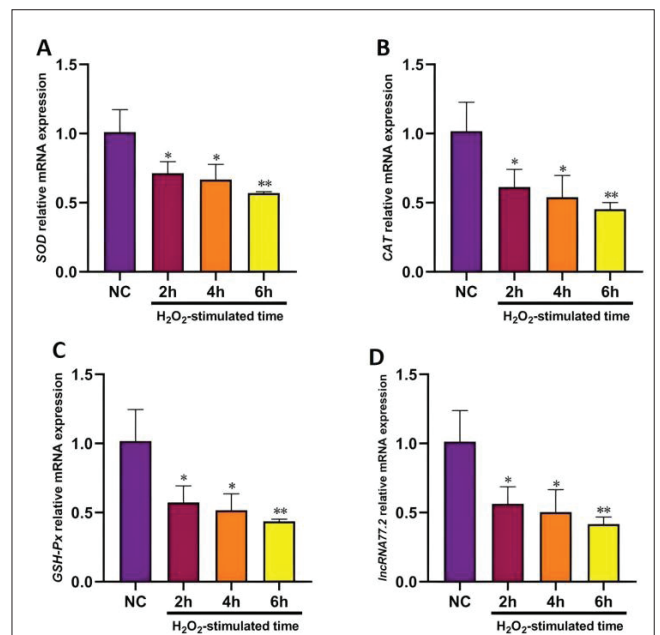 A
SOD relative mRNA expression
1.5
1.0
0.5
0.0
*
*
**
NC
2h
4h
6h
H₂O₂-stimulated time
B
CAT relative mRNA expression
1.5
1.0
0.5
0.0
*
*
**
NC
2h
4h
6h
H₂O₂-stimulated time
C
GSH-Px relative mRNA expression
1.5
1.0
0.5
0.0
*
*
**
NC
2h
4h
6h
H₂O₂-stimulated time
D
lncRNA77.2 relative mRNA expression
1.5
1.0
0.5
0.0
*
*
**
NC
2h
4h
6h
H₂O₂-stimulated time